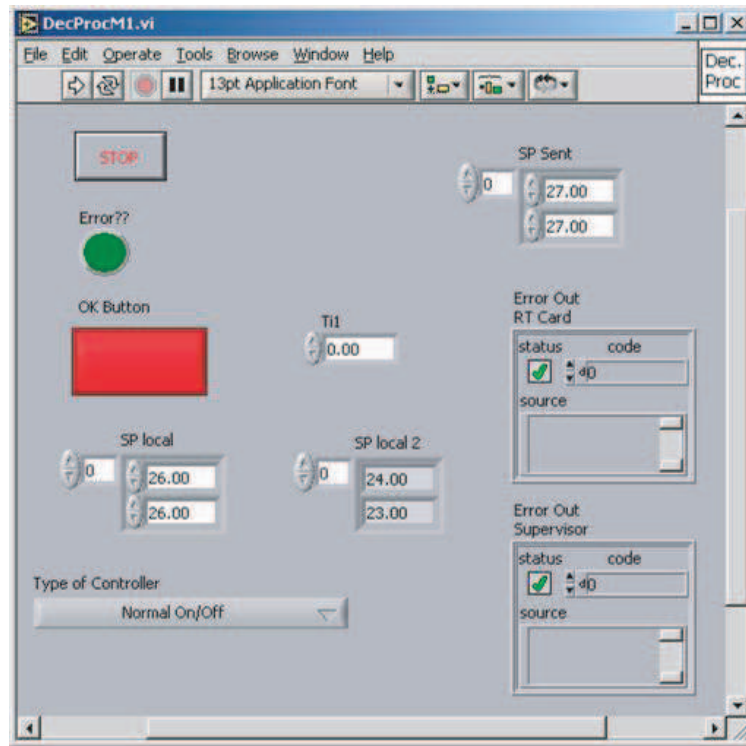 DecProcM1.vi
File Edit Operate Tools Browse Window Help
Dec.
Proc
13pt Application Font
STOP
SP Sent
0
27.00
27.00
Error??
OK Button
Ti1
0.00
Error Out
RT Card
status code
d0
source
SP local
0
26.00
26.00
SP local 2
0
24.00
23.00
Error Out
Supervisor
status code
d0
source
Type of Controller
Normal On/Off